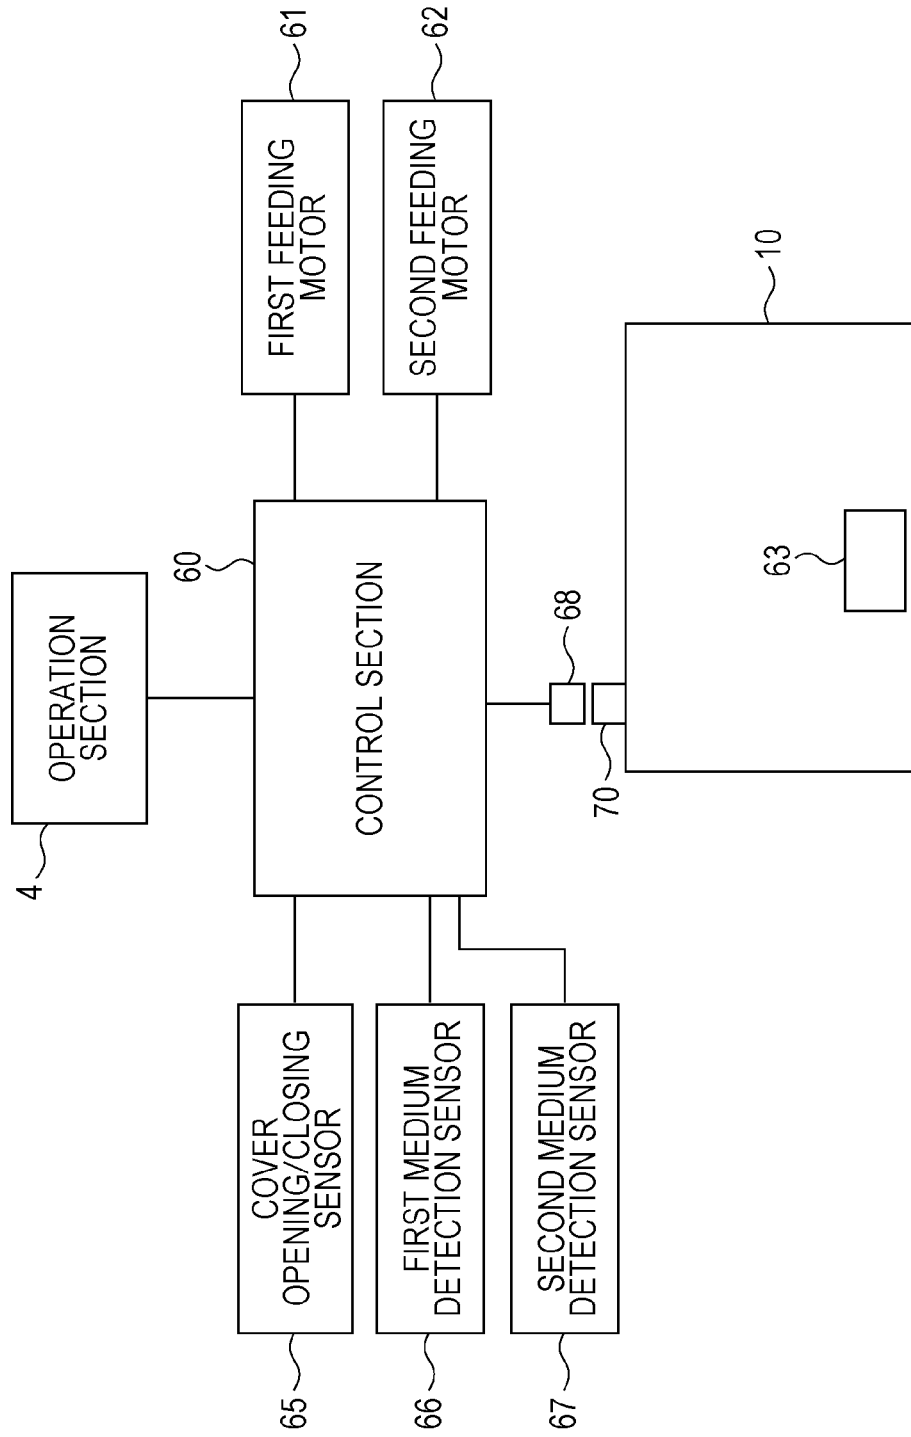 4
OPERATION
SECTION
60
CONTROL SECTION
65
COVER
OPENING/CLOSING
SENSOR
66
FIRST MEDIUM
DETECTION SENSOR
67
SECOND MEDIUM
DETECTION SENSOR
61
FIRST FEEDING
MOTOR
62
SECOND FEEDING
MOTOR
68
70
10
63